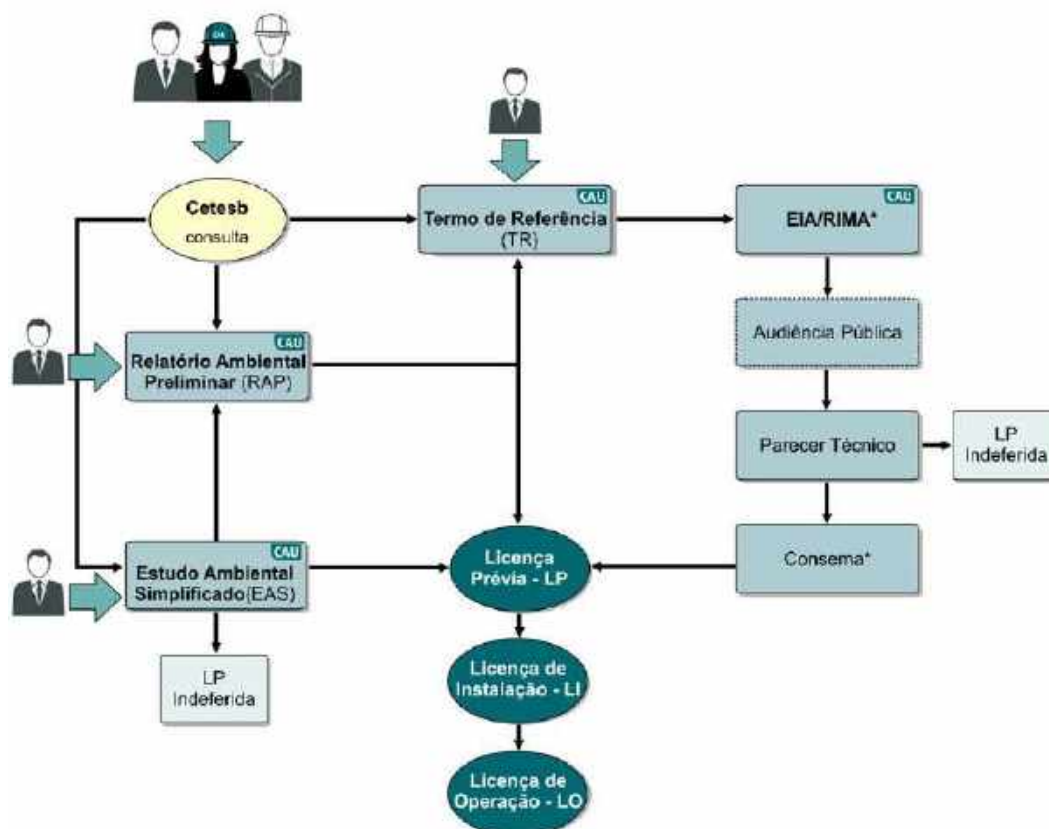 Cetesb
consulta
CAU
Termo de Referência
(TR)
CAU
EIA/RIMA*
Audiência Pública
CAU
Relatório Ambiental
Preliminar (RAP)
Parecer Técnico
LP
Indeferida
CAU
Estudo Ambiental
Simplificado(EAS)
Licença
Prévia - LP
Consema*
LP
Indeferida
Licença de
Instalação - LI
Licença de
Operação - LO